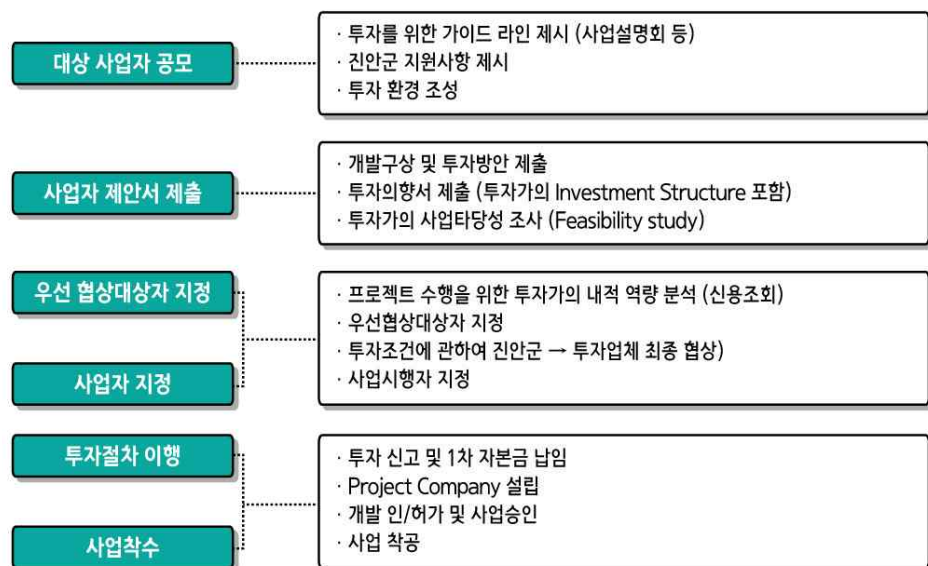 대상 사업자 공모
· 투자를 위한 가이드 라인 제시 (사업설명회 등)
· 진안군 지원사항 제시
· 투자 환경 조성
사업자 제안서 제출
· 개발구상 및 투자방안 제출
· 투자의향서 제출 (투자가의 Investment Structure 포함)
· 투자가의 사업타당성 조사 (Feasibility study)
우선 협상대상자 지정
사업자 지정
· 프로젝트 수행을 위한 투자가의 내적 역량 분석 (신용조회)
· 우선협상대상자 지정
· 투자조건에 관하여 진안군 → 투자업체 최종 협상)
· 사업시행자 지정
투자절차 이행
사업착수
· 투자 신고 및 1차 자본금 납임
· Project Company 설립
· 개발 인/허가 및 사업승인
· 사업 착공